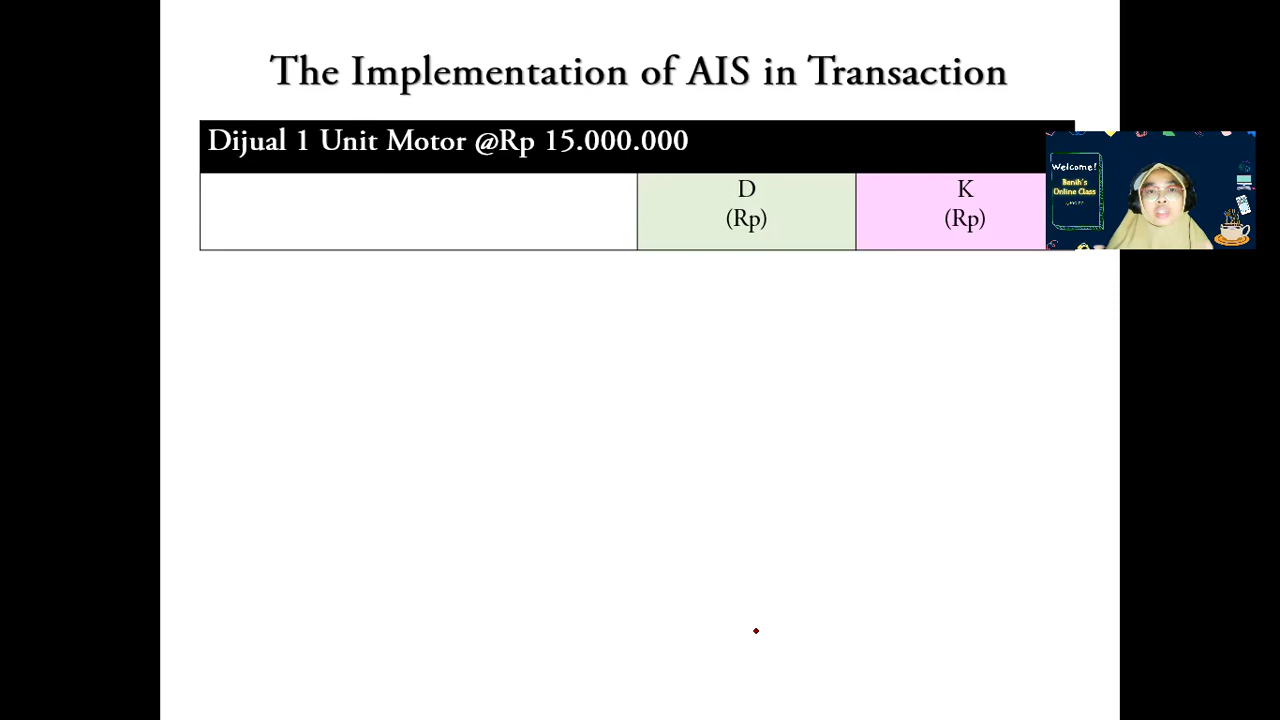 The Implementation of AIS in Transaction
Dijual 1 Unit Motor @Rp 15.000.000
D
(Rp)
K
(Rp)
Welcome!
Banih's
Online Class